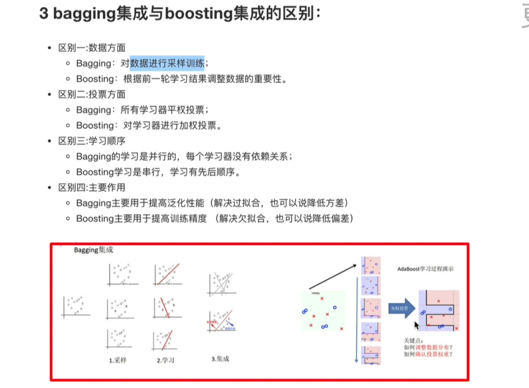 3 bagging集成与boosting集成的区别：
区别一:数据方面
Bagging：对数据进行采样训练；
Boosting：根据前一轮学习结果调整数据的重要性。
区别二:投票方面
Bagging：所有学习器平权投票；
Boosting：对学习器进行加权投票。
区别三:学习顺序
Bagging的学习是并行的，每个学习器没有依赖关系；
Boosting学习是串行，学习有先后顺序。
区别四:主要作用
Bagging主要用于提高泛化性能（解决过拟合，也可以说降低方差）
Boosting主要用于提高训练精度 （解决欠拟合，也可以说降低偏差）
Bagging集成
AdaBoost学习过程演示
关键点：
如何调整数据分布?
如何确认投票权重?
1.采样
2.学习
3.集成